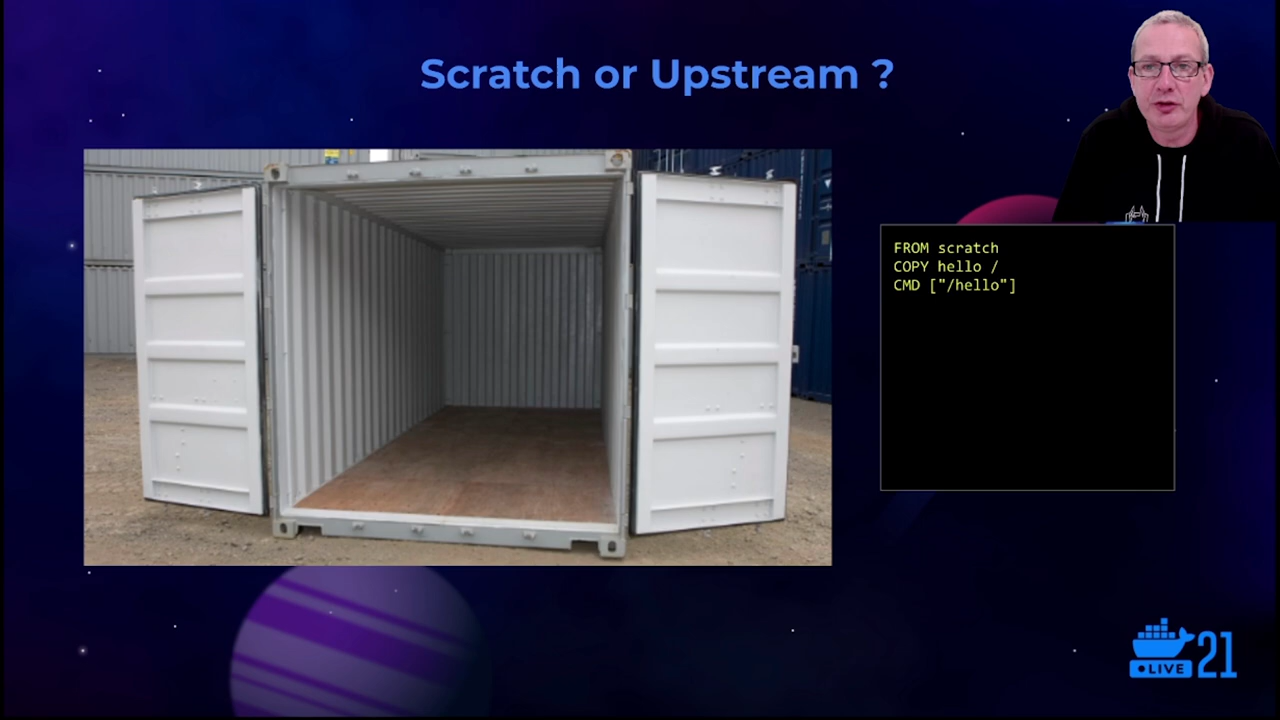 Scratch or Upstream ?
FROM scratch
COPY hello /
CMD ["/hello"]
LIVE 21